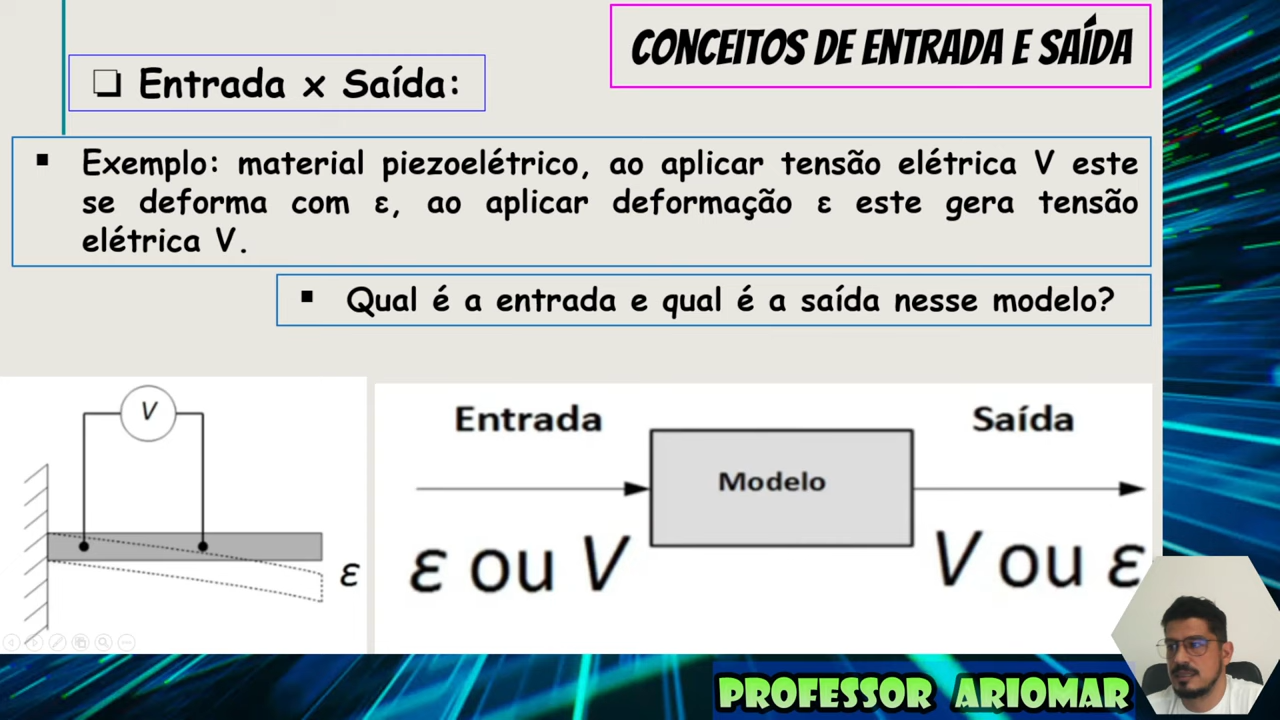 CONCEITOS DE ENTRADA E SAÍDA
❑ Entrada x Saída:
▪ Exemplo: material piezoelétrico, ao aplicar tensão elétrica V este
se deforma com ε, ao aplicar deformação ε este gera tensão
elétrica V.
▪ Qual é a entrada e qual é a saída nesse modelo?
V
ε
Entrada
Modelo
Saída
ε ou V
V ou ε
PROFESSOR ARIOMAR